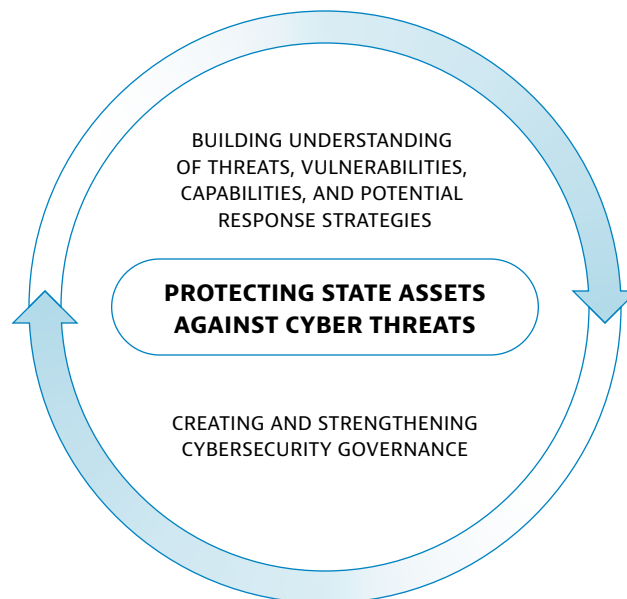 BUILDING UNDERSTANDING
OF THREATS, VULNERABILITIES,
CAPABILITIES, AND POTENTIAL
RESPONSE STRATEGIES
PROTECTING STATE ASSETS
AGAINST CYBER THREATS
CREATING AND STRENGTHENING
CYBERSECURITY GOVERNANCE